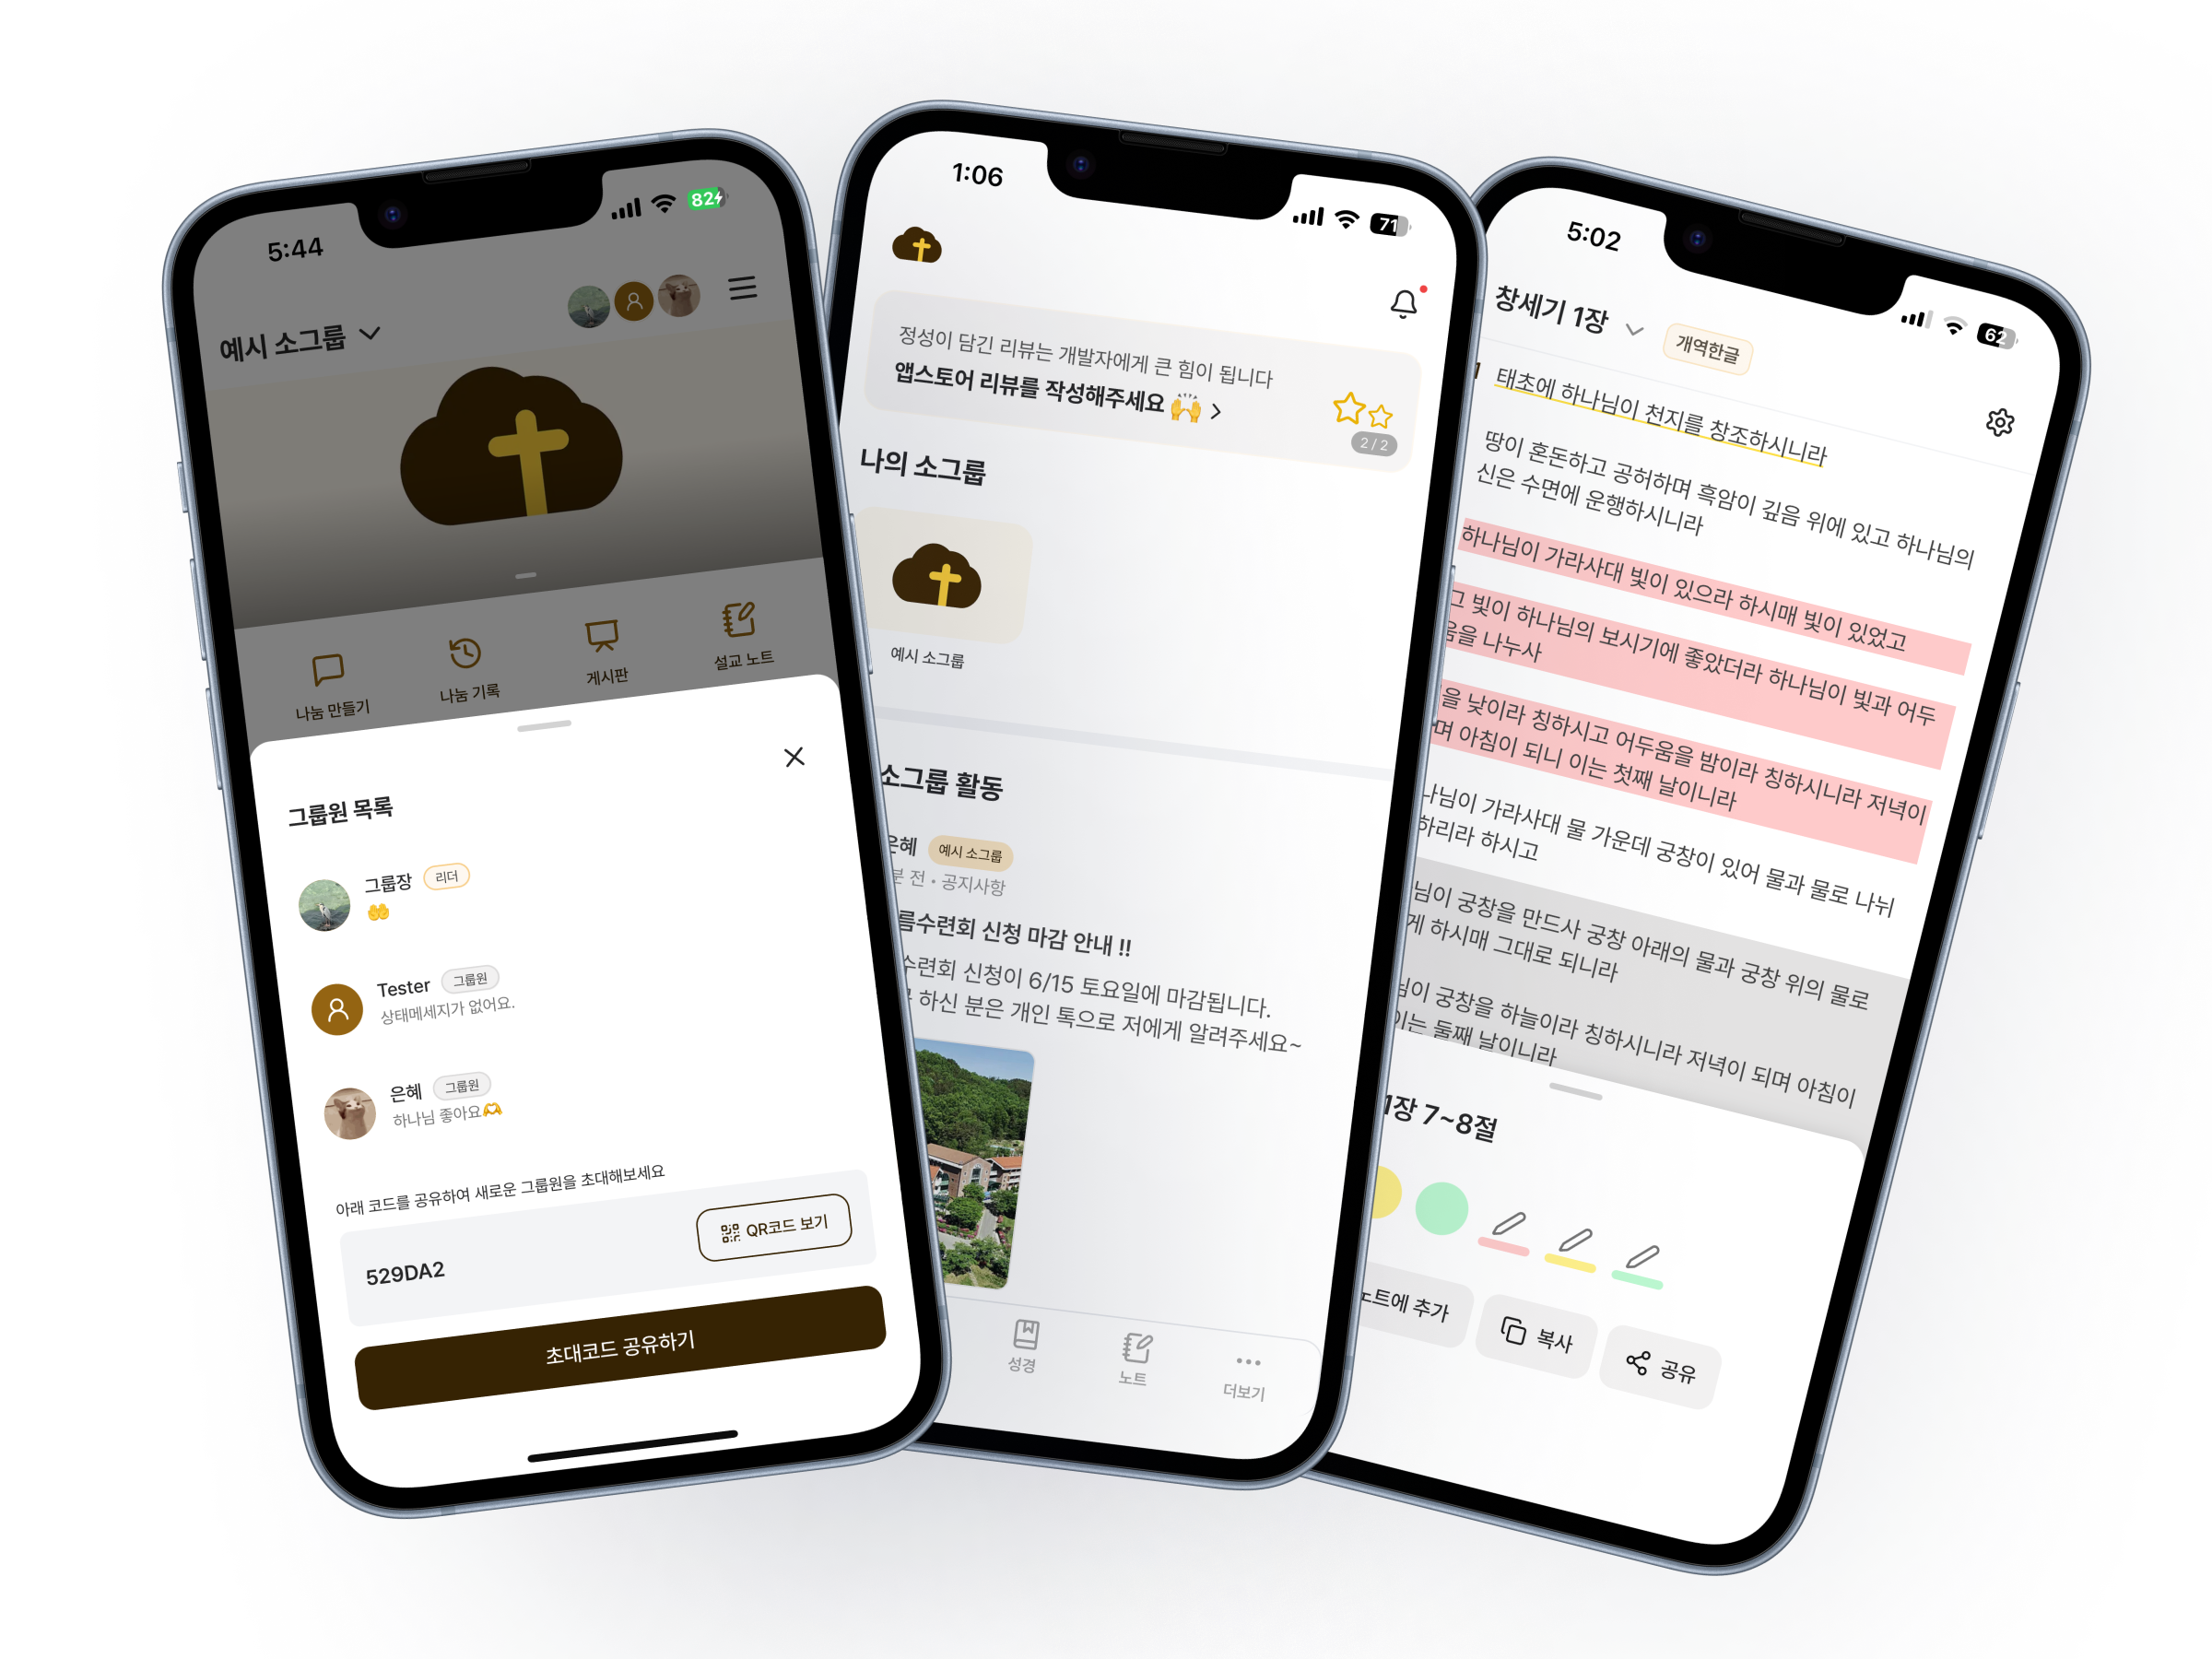 5:44
82
예시 소그룹
나눔 만들기
나눔 기록
게시판
설교 노트
그룹원 목록
그룹장 리더
Tester 그룹원
상태메세지가 없어요.
은혜 그룹원
하나님 좋아요
아래 코드를 공유하여 새로운 그룹원을 초대해보세요
529DA2
QR코드 보기
초대코드 공유하기
1:06
71
정성이 담긴 리뷰는 개발자에게 큰 힘이 됩니다
앱스토어 리뷰를 작성해주세요
2 / 2
나의 소그룹
예시 소그룹
소그룹 활동
은혜 예시 소그룹
분 전 • 공지사항
름수련회 신청 마감 안내 !!
수련회 신청이 6/15 토요일에 마감됩니다.
하신 분은 개인 톡으로 저에게 알려주세요~
성경
노트
더보기
5:02
62
창세기 1장
개역한글
태초에 하나님이 천지를 창조하시니라
땅이 혼돈하고 공허하며 흑암이 깊음 위에 있고 하나님의
신은 수면에 운행하시니라
하나님이 가라사대 빛이 있으라 하시매 빛이 있었고
그 빛이 하나님의 보시기에 좋았더라 하나님이 빛과 어두
움을 나누사
을 낮이라 칭하시고 어두움을 밤이라 칭하시니라 저녁이
며 아침이 되니 이는 첫째 날이니라
나님이 가라사대 물 가운데 궁창이 있어 물과 물로 나뉘
하리라 하시고
님이 궁창을 만드사 궁창 아래의 물과 궁창 위의 물로
게 하시매 그대로 되니라
님이 궁창을 하늘이라 칭하시니라 저녁이 되며 아침이
이는 둘째 날이니라
1장 7~8절
노트에 추가
복사
공유